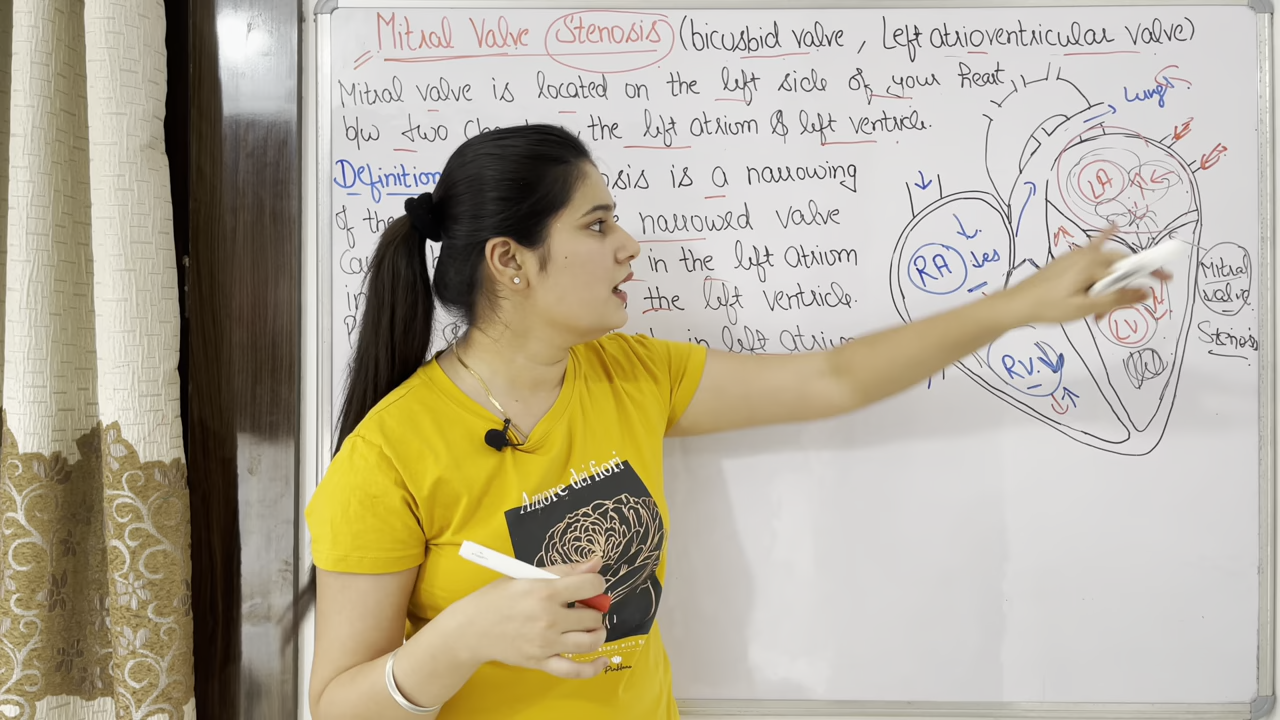 Mitral Valve Stenosis (bicusbid valve, Left atrioventricular valve)
Mitral valve is located on the left side of your Heart
b/w two the left atrium & left ventricle.
Definition is a narrowing
of the narrowed valve
in the left atrium
in the left ventricle.
in left atrium
Lungs
LA
RA
Mitral
valve
Stenosis
LV
RV
Amore dei fiori